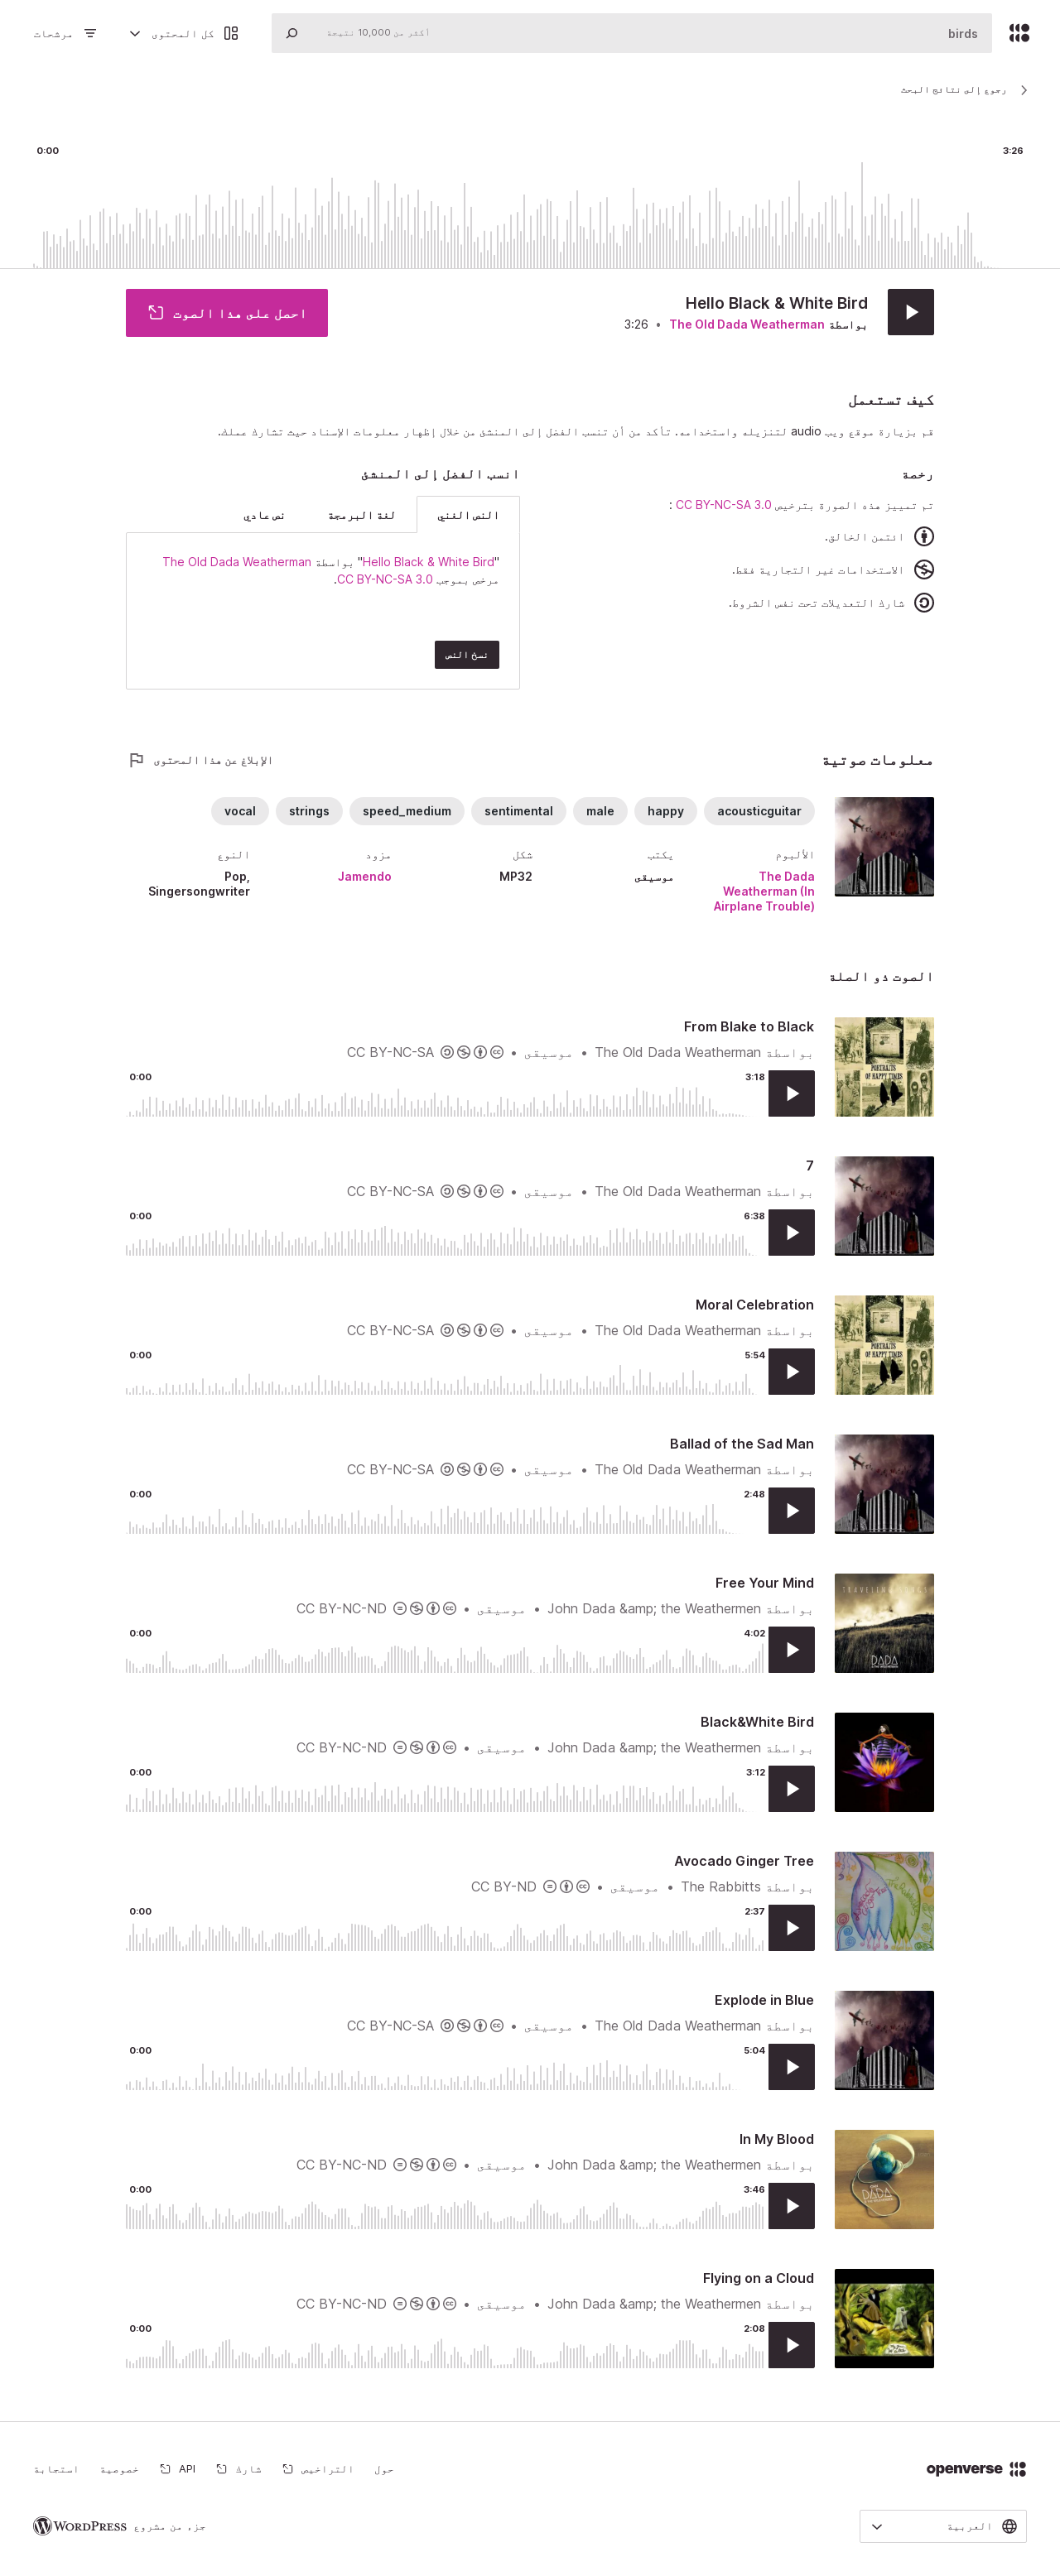 birds
أكثر من 10,000 نتيجة
كل المحتوى
مرشحات
رجوع إلى نتائج البحث
0:00
3:26
Hello Black & White Bird
بواسطة The Old Dada Weatherman • 3:26
احصل على هذا الصوت
كيف تستعمل
قم بزيارة موقع ويب audio لتنزيله واستخدامه. تأكد من أن تنسب الفضل إلى المنشئ من خلال إظهار معلومات الإسناد حيث تشارك عملك.
رخصة
تم تمييز هذه الصورة بترخيص CC BY-NC-SA 3.0 :
ائتمن الخالق.
الاستخدامات غير التجارية فقط.
شارك التعديلات تحت نفس الشروط.
انسب الفضل إلى المنشئ
النص الغني
لغة البرمجة
نص عادي
"Hello Black & White Bird" بواسطة The Old Dada Weatherman
مرخص بموجب CC BY-NC-SA 3.0.
نسخ النص
معلومات صوتية
الإبلاغ عن هذا المحتوى
acousticguitar
happy
male
sentimental
speed_medium
strings
vocal
الألبوم
The Dada
Weatherman (In
Airplane Trouble)
يكتب
موسيقى
شكل
MP32
مزود
Jamendo
النوع
Pop,
Singersongwriter
الصوت ذو الصلة
From Blake to Black
بواسطة The Old Dada Weatherman • موسيقى • CC BY-NC-SA
0:00
3:18
PORTRAITS
OF HAPPY TIMES
7
بواسطة The Old Dada Weatherman • موسيقى • CC BY-NC-SA
0:00
6:38
Moral Celebration
بواسطة The Old Dada Weatherman • موسيقى • CC BY-NC-SA
0:00
5:54
PORTRAITS
OF HAPPY TIMES
Ballad of the Sad Man
بواسطة The Old Dada Weatherman • موسيقى • CC BY-NC-SA
0:00
2:48
Free Your Mind
بواسطة John Dada &amp; the Weathermen • موسيقى • CC BY-NC-ND
0:00
4:02
DADA
Black&White Bird
بواسطة John Dada &amp; the Weathermen • موسيقى • CC BY-NC-ND
0:00
3:12
Avocado Ginger Tree
بواسطة The Rabbitts • موسيقى • CC BY-ND
0:00
2:37
Explode in Blue
بواسطة The Old Dada Weatherman • موسيقى • CC BY-NC-SA
0:00
5:04
In My Blood
بواسطة John Dada &amp; the Weathermen • موسيقى • CC BY-NC-ND
0:00
3:46
DADA
Flying on a Cloud
بواسطة John Dada &amp; the Weathermen • موسيقى • CC BY-NC-ND
0:00
2:08
openverse
حول
التراخيص
شارك
API
خصوصية
استجابة
العربية
جزء من مشروع WORDPRESS